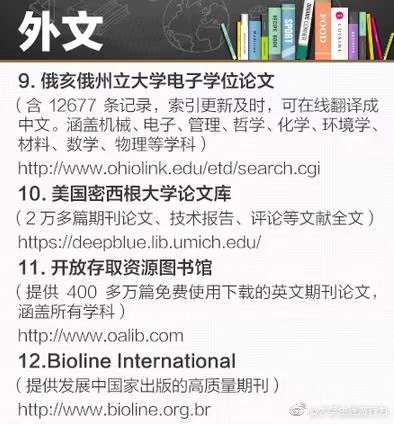 外文
SPORT
FOOD
CUISINE
9. 俄亥俄州立大学电子学位论文
（含 12677 条记录，索引更新及时，可在线翻译成
中文。涵盖机械、电子、管理、哲学、化学、环境学、
材料、数学、物理等学科）
http://www.ohiolink.edu/etd/search.cgi
10. 美国密西根大学论文库
（2 万多篇期刊论文、技术报告、评论等文献全文）
https://deepblue.lib.umich.edu/
11. 开放存取资源图书馆
（提供 400 多万篇免费使用下载的英文期刊论文，
涵盖所有学科）
http://www.oalib.com
12.Bioline International
（提供发展中国家出版的高质量期刊）
http://www.bioline.org.br